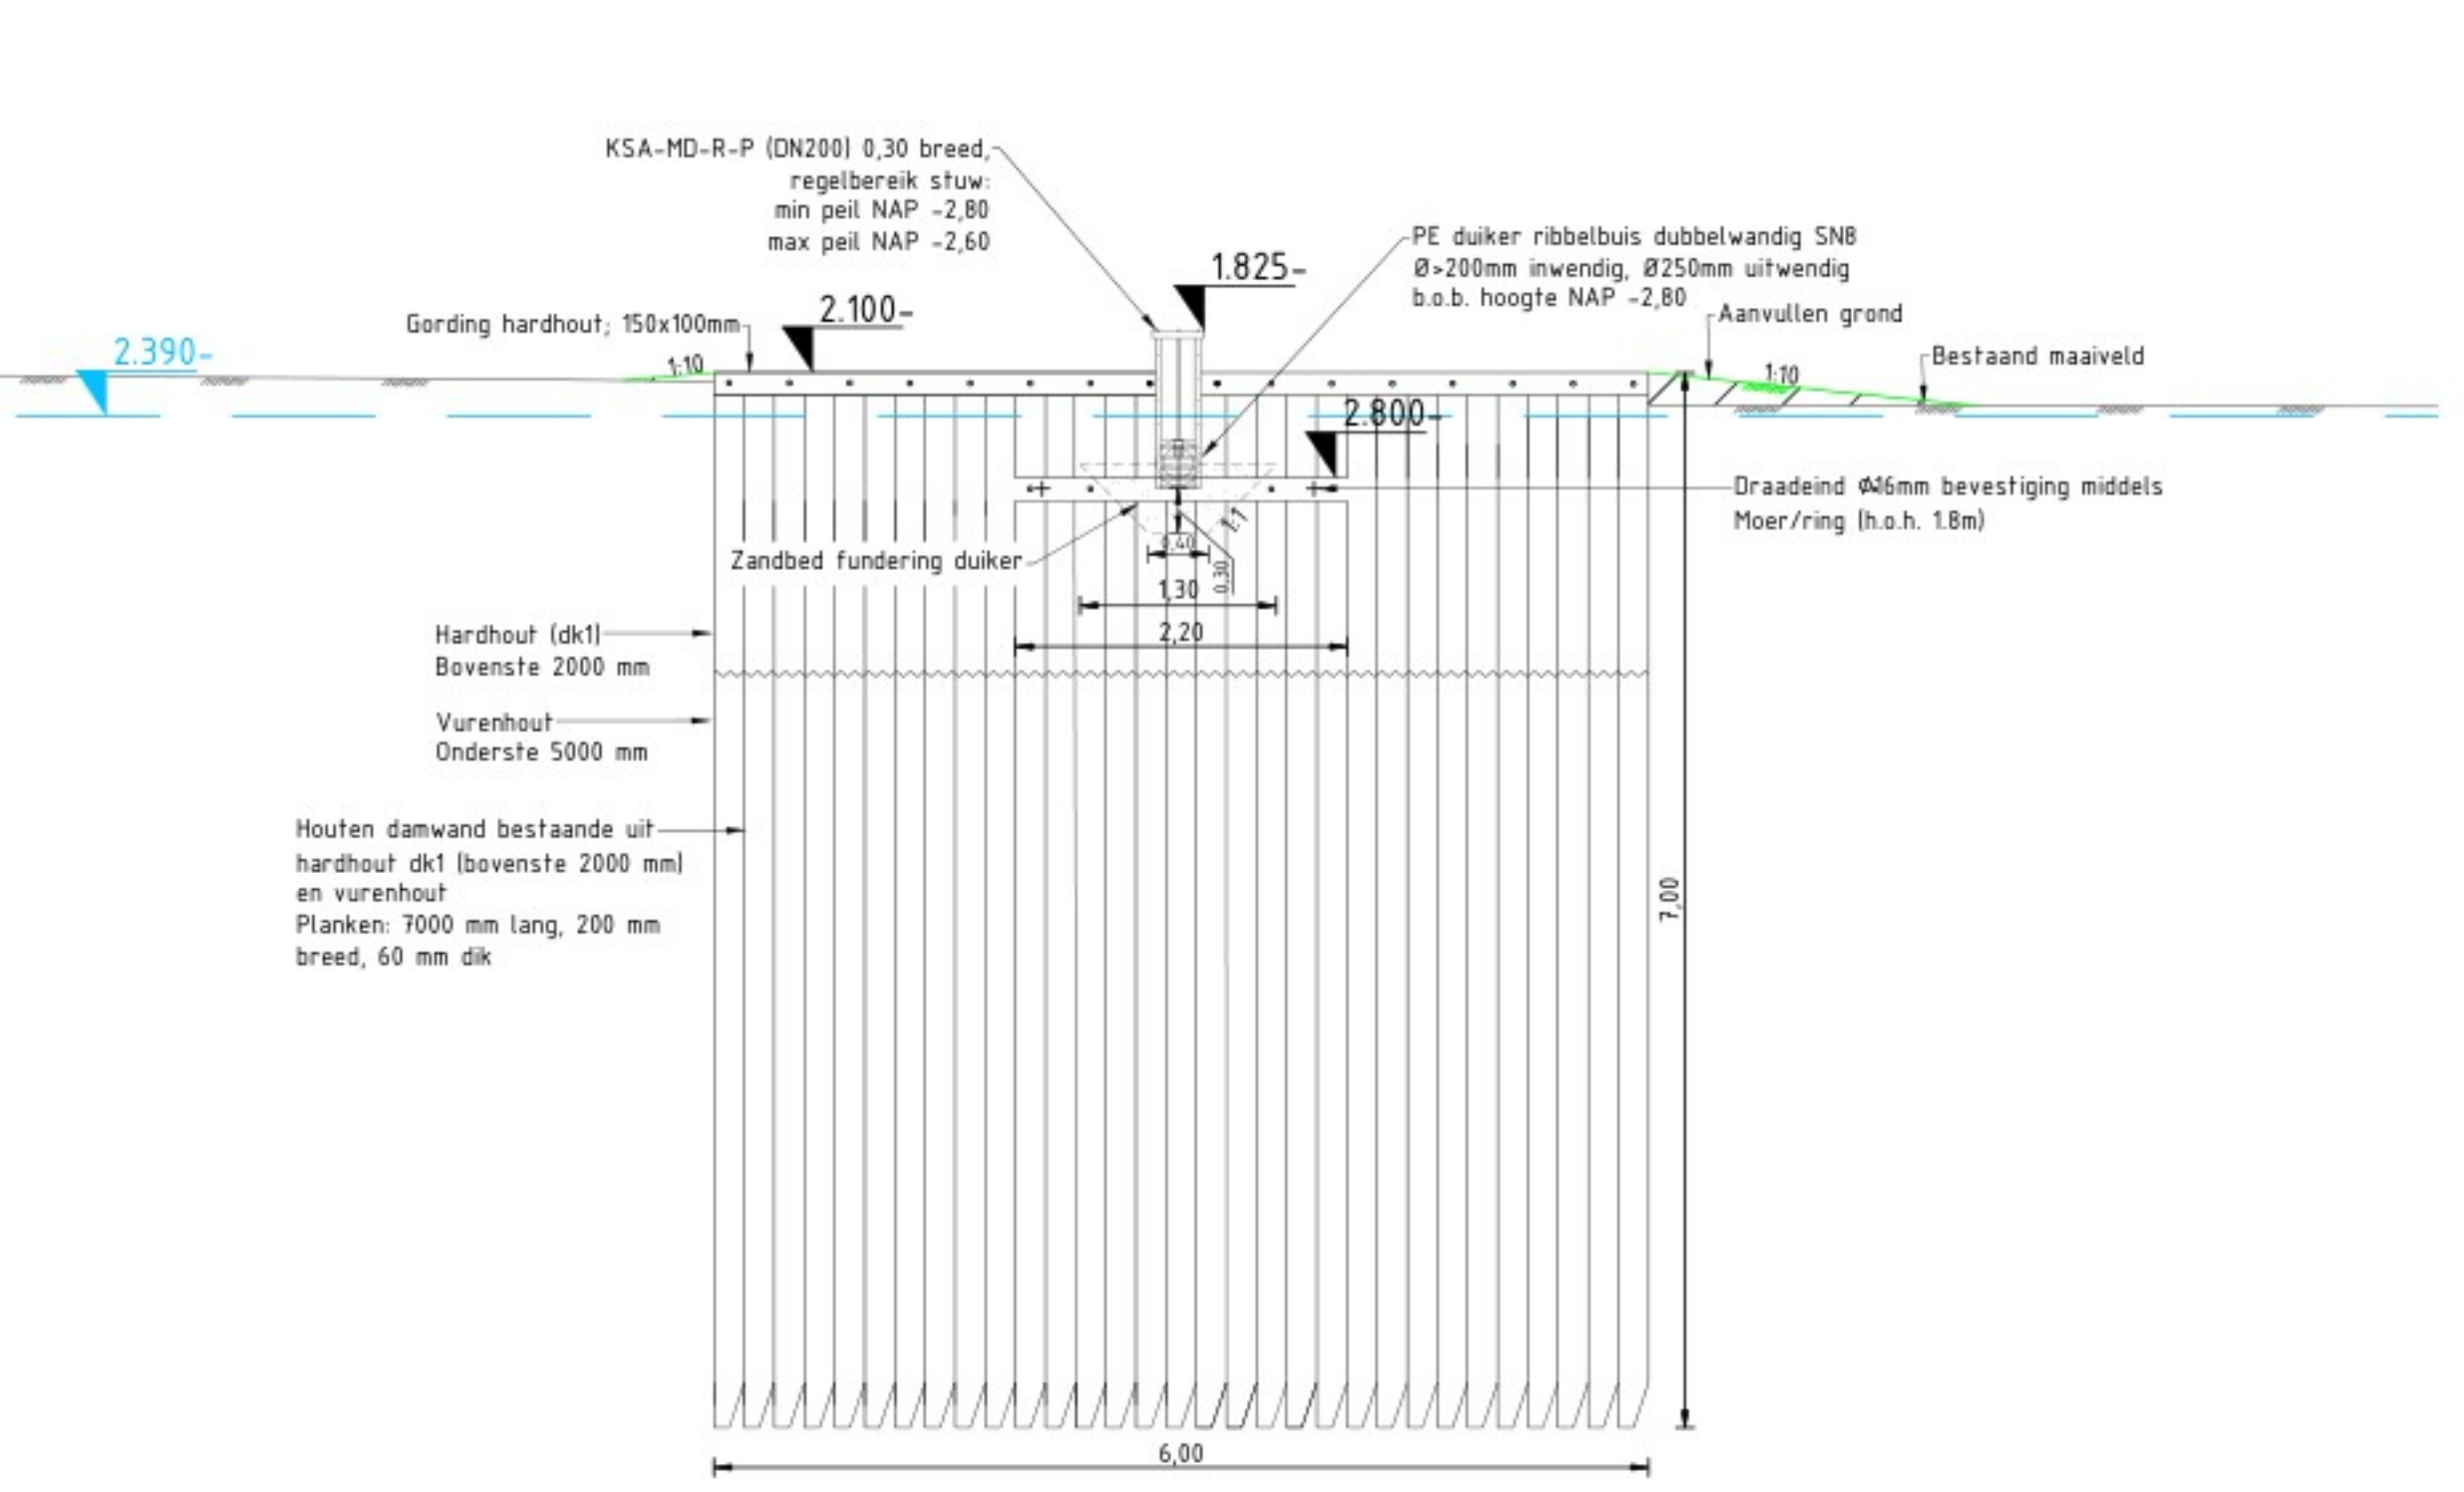 KSA-MD-R-P (DN200) 0,30 breed,
regelbereik stuw:
min peil NAP -2,80
max peil NAP -2,60
PE duiker ribbelbuis dubbelwandig SN8
Ø>200mm inwendig, Ø250mm uitwendig
b.o.b. hoogte NAP -2,80
1.825-
2.100-
Gording hardhout; 150x100mm
Aanvullen grond
2.390-
1:10
Bestaand maaiveld
1:10
2.800-
Draadeind Ø16mm bevestiging middels
Moer/ring (h.o.h. 1.8m)
1:1
0,40
Zandbed fundering duiker
0,30
1,30
2,20
Hardhout (dk1)
Bovenste 2000 mm
Vurenhout
Onderste 5000 mm
Houten damwand bestaande uit
hardhout dk1 (bovenste 2000 mm)
en vurenhout
Planken: 7000 mm lang, 200 mm
breed, 60 mm dik
7,00
6,00